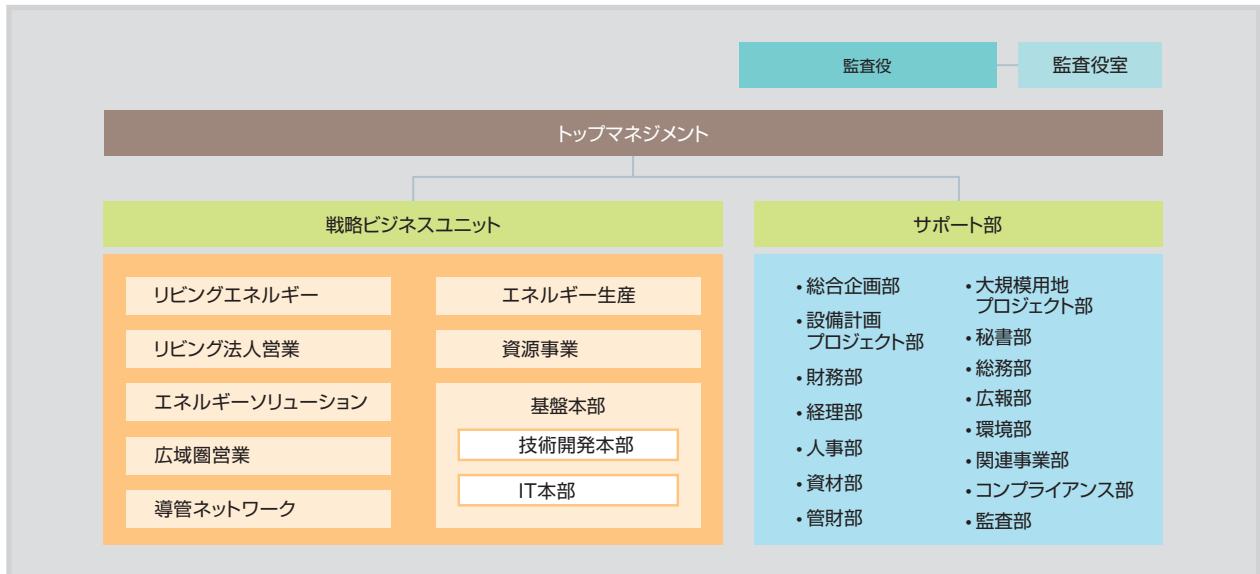 監査役
監査役室
トップマネジメント
戦略ビジネスユニット
リビングエネルギー
リビング法人営業
エネルギーソリューション
広域圏営業
導管ネットワーク
エネルギー生産
資源事業
基盤本部
技術開発本部
IT本部
サポート部
・総合企画部
・設備計画
プロジェクト部
・財務部
・経理部
・人事部
・資材部
・管財部
・大規模用地
プロジェクト部
・秘書部
・総務部
・広報部
・環境部
・関連事業部
・コンプライアンス部
・監査部